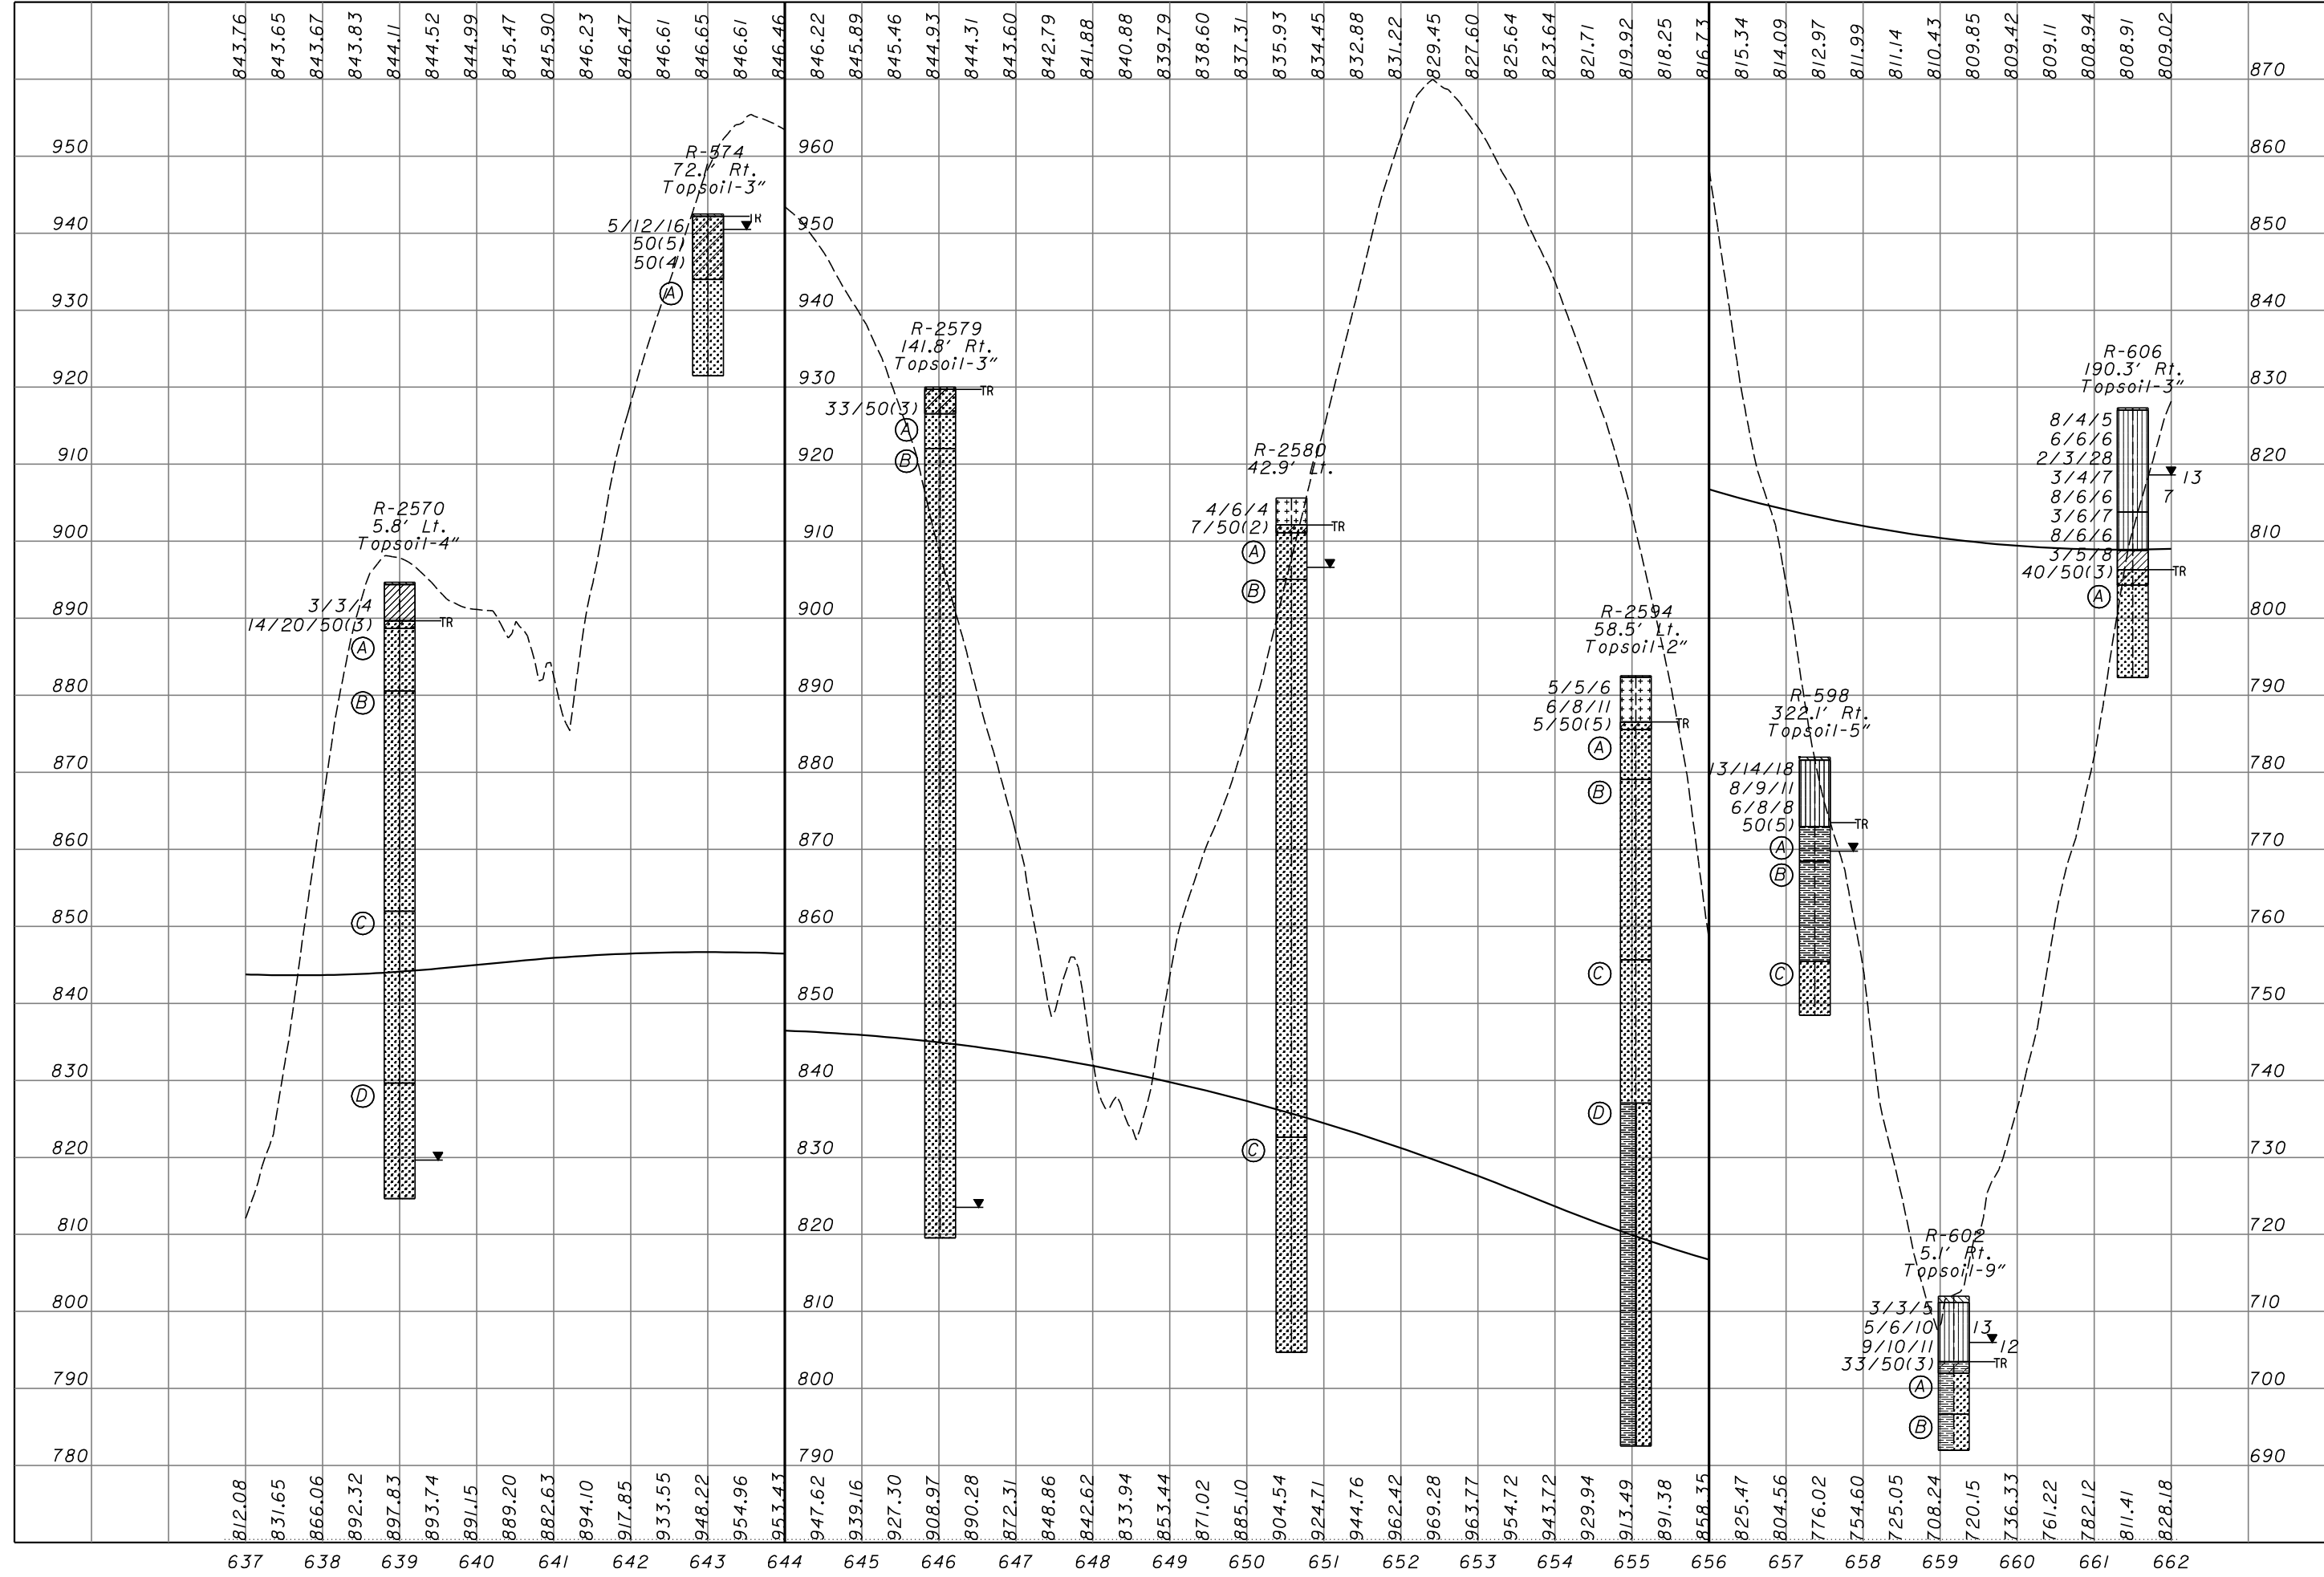 843.76 843.65 843.67 843.83 844.11 844.52 844.99 845.47 845.90 846.23 846.47 846.61 846.65 846.61 846.46 846.22 845.89 845.46 844.93 844.31 843.60 842.79 841.88 840.88 839.79 838.60 837.31 835.93 834.45 832.88 831.22 829.45 827.60 825.64 823.64 821.71 819.92 818.25 816.73 815.34 814.09 812.97 811.99 811.14 810.43 809.85 809.42 809.11 808.94 808.91 809.02
950
940
930
920
910
900
890
880
870
860
850
840
830
820
810
800
790
780
R-2570
5.8' Lt.
Topsoil-4"
3/3/4
14/20/50(3)
TR
A
B
C
D
R-574
72.1' Rt.
Topsoil-3"
TR
5/12/16
50(5)
50(4)
A
960
950
940
930
920
910
900
890
880
870
860
850
840
830
820
810
800
790
R-2579
141.8' Rt.
Topsoil-3"
TR
33/50(3)
A
B
R-2580
42.9' Lt.
4/6/4
7/50(2)
TR
A
B
C
R-2594
58.5' Lt.
Topsoil-2"
5/5/6
6/8/11
5/50(5)
TR
A
B
C
D
R-598
322.1' Rt.
Topsoil-5"
13/14/18
8/9/11
6/8/8
50(5)
TR
A
B
C
R-602
5.1' Rt.
Topsoil-9"
3/3/5
5/6/10 13
9/10/11 12
33/50(3) TR
A
B
R-606
190.3' Rt.
Topsoil-3"
8/4/5
6/6/6
2/3/28
3/4/7 13
8/6/6 7
3/6/7
8/6/6
3/5/8
40/50(3) TR
A
870
860
850
840
830
820
810
800
790
780
770
760
750
740
730
720
710
700
690
812.08 831.65 866.06 892.32 897.83 893.74 891.15 889.20 882.63 894.10 917.85 933.55 948.22 954.96 953.43 947.62 939.16 927.30 908.97 890.28 872.31 848.86 842.62 833.94 853.44 871.02 885.10 904.54 924.71 944.76 962.42 969.28 963.77 954.72 943.72 929.94 913.49 891.38 858.35 825.47 804.56 776.02 754.60 725.05 708.24 720.15 736.33 761.22 782.12 811.41 828.18
637 638 639 640 641 642 643 644 645 646 647 648 649 650 651 652 653 654 655 656 657 658 659 660 661 662